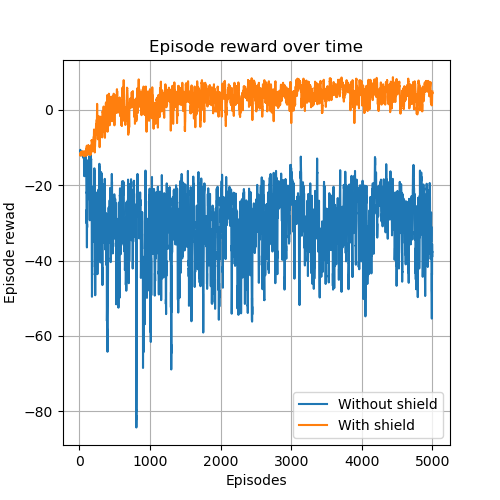 Episode reward over time
Episode rewad
0
−20
−40
−60
−80
0 1000 2000 3000 4000 5000
Episodes
Without shield
With shield